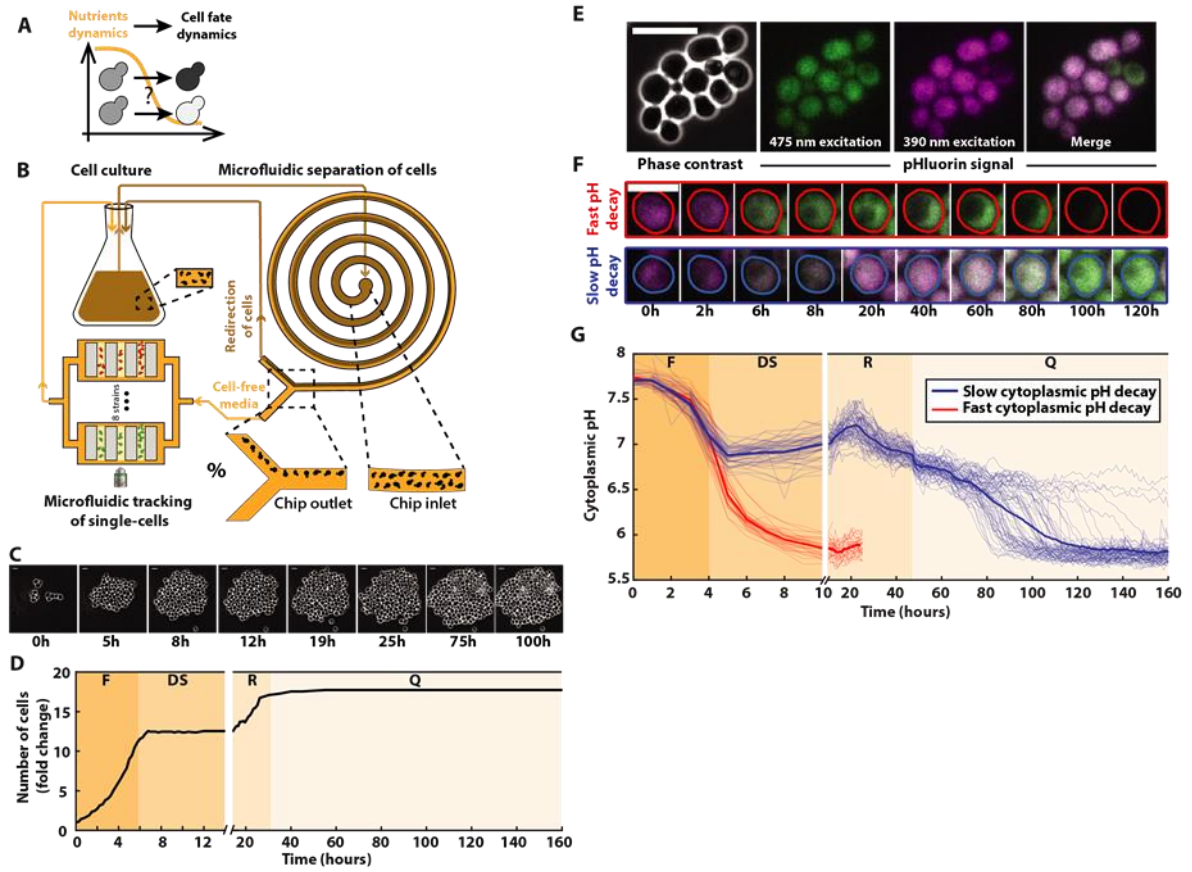 A
Nutrients
dynamics
Cell fate
dynamics
?
B
Cell culture
Microfluidic separation of cells
Redirection
of cells
Cell-free
media
8 strains
%
Chip outlet
Chip inlet
Microfluidic tracking
of single-cells
C
0h 5h 8h 12h 19h 25h 75h 100h
D
F DS R Q
Number of cells
(fold change)
20
15
10
5
0
0 4 8 12 20 40 60 80 100 120 140 160
Time (hours)
E
475 nm excitation 390 nm excitation Merge
Phase contrast pHluorin signal
F
Fast pH
decay
Slow pH
decay
0h 2h 6h 8h 20h 40h 60h 80h 100h 120h
G
F DS R Q
Slow cytoplasmic pH decay
Fast cytoplasmic pH decay
Cytoplasmic pH
8
7.5
7
6.5
6
5.5
0 2 4 6 8 10 20 40 60 80 100 120 140 160
Time (hours)